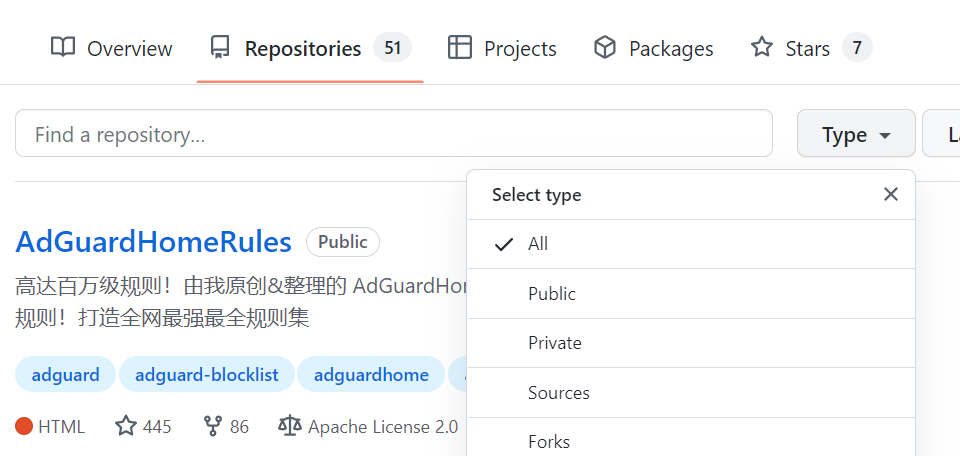 Overview Repositories 51 Projects Packages Stars 7
Find a repository...
Type
Select type
All
Public
Private
Sources
Forks
AdGuardHomeRules Public
高达百万级规则！由我原创&整理的 AdGuardHo
规则！打造全网最强最全规则集
adguard adguard-blocklist adguardhome
HTML 445 86 Apache License 2.0